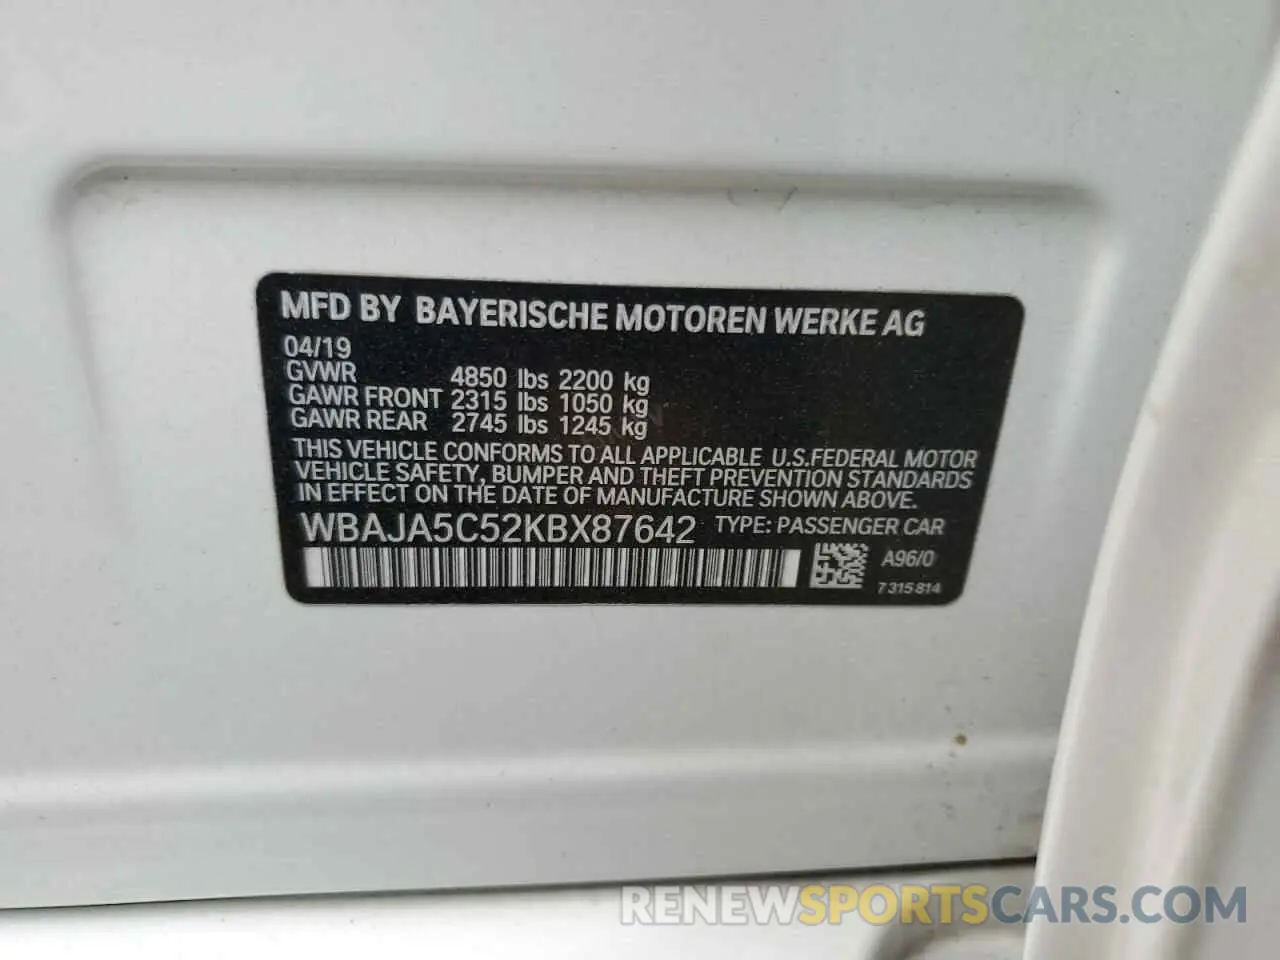 MFD BY BAYERISCHE MOTOREN WERKE AG
04/19
GVWR 4850 lbs 2200 kg
GAWR FRONT 2315 lbs 1050 kg
GAWR REAR 2745 lbs 1245 kg
THIS VEHICLE CONFORMS TO ALL APPLICABLE U.S.FEDERAL MOTOR
VEHICLE SAFETY, BUMPER AND THEFT PREVENTION STANDARDS
IN EFFECT ON THE DATE OF MANUFACTURE SHOWN ABOVE.
WBAJA5C52KBX87642 TYPE: PASSENGER CAR
A96/0
7315814
RENEWSPORTSCARS.COM